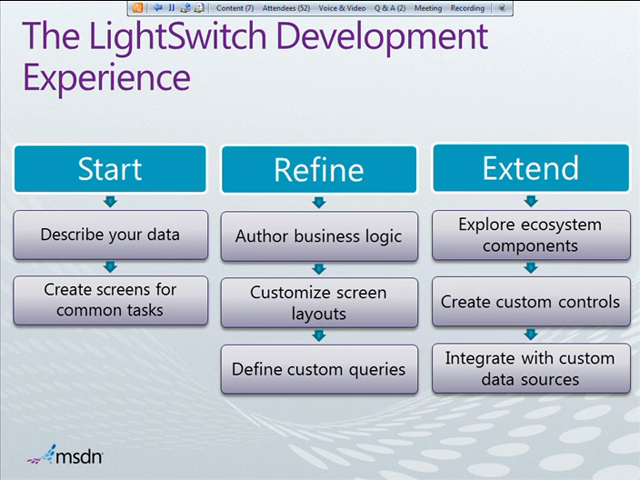 Content (7) Attendees (52) Voice & Video Q & A (2) Meeting Recording
The LightSwitch Development
Experience
Start
Describe your data
Create screens for
common tasks
Refine
Author business logic
Customize screen
layouts
Define custom queries
Extend
Explore ecosystem
components
Create custom controls
Integrate with custom
data sources
msdn